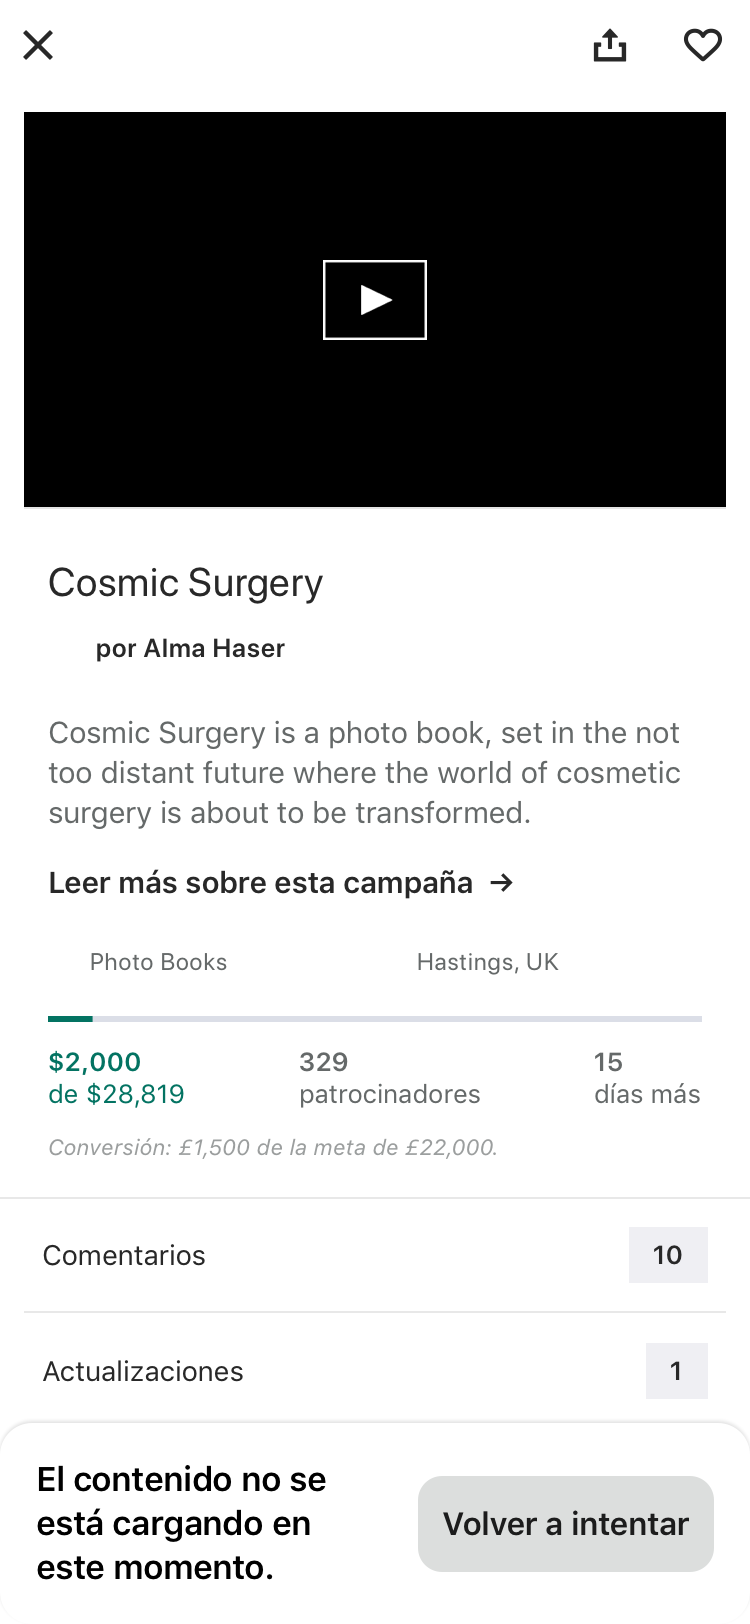 Cosmic Surgery
por Alma Haser
Cosmic Surgery is a photo book, set in the not
too distant future where the world of cosmetic
surgery is about to be transformed.
Leer más sobre esta campaña →
Photo Books
Hastings, UK
$2,000
de $28,819
329
patrocinadores
15
días más
Conversión: £1,500 de la meta de £22,000.
Comentarios
10
Actualizaciones
1
El contenido no se
está cargando en
este momento.
Volver a intentar